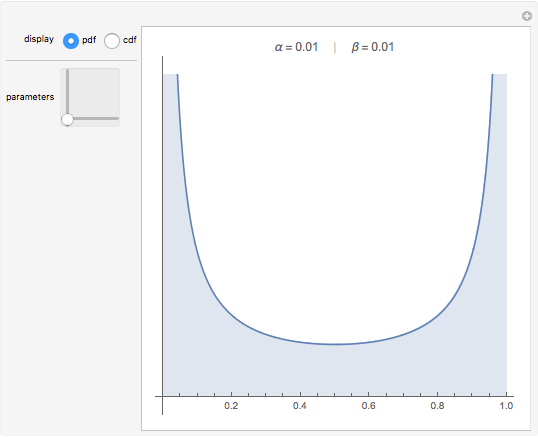 display pdf cdf
parameters
α = 0.01 | β = 0.01
0.2 0.4 0.6 0.8 1.0